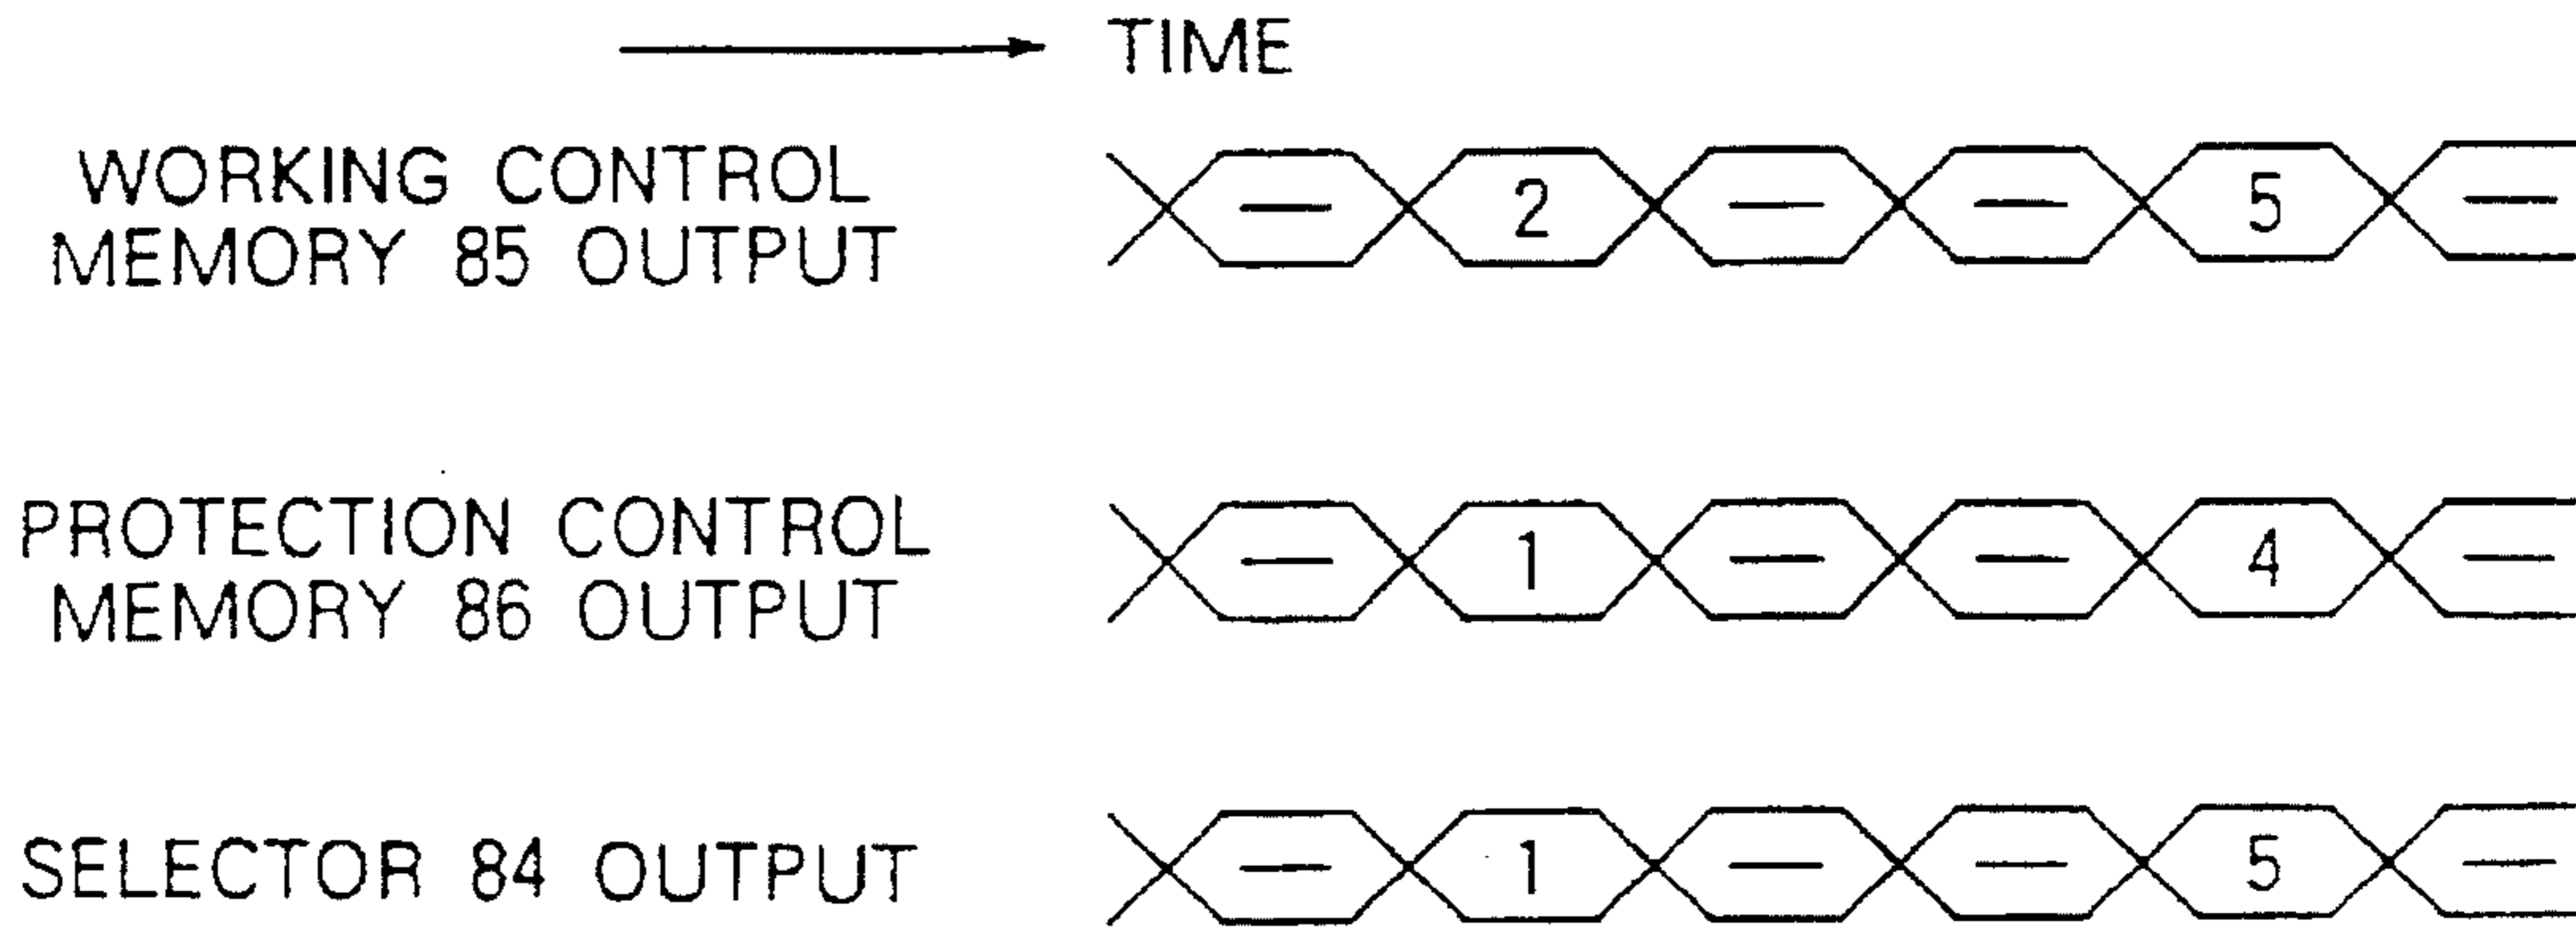 TIME
WORKING CONTROL
MEMORY 85 OUTPUT
— 2 — — 5 —
PROTECTION CONTROL
MEMORY 86 OUTPUT
— 1 — — 4 —
SELECTOR 84 OUTPUT
— 1 — — 5 —